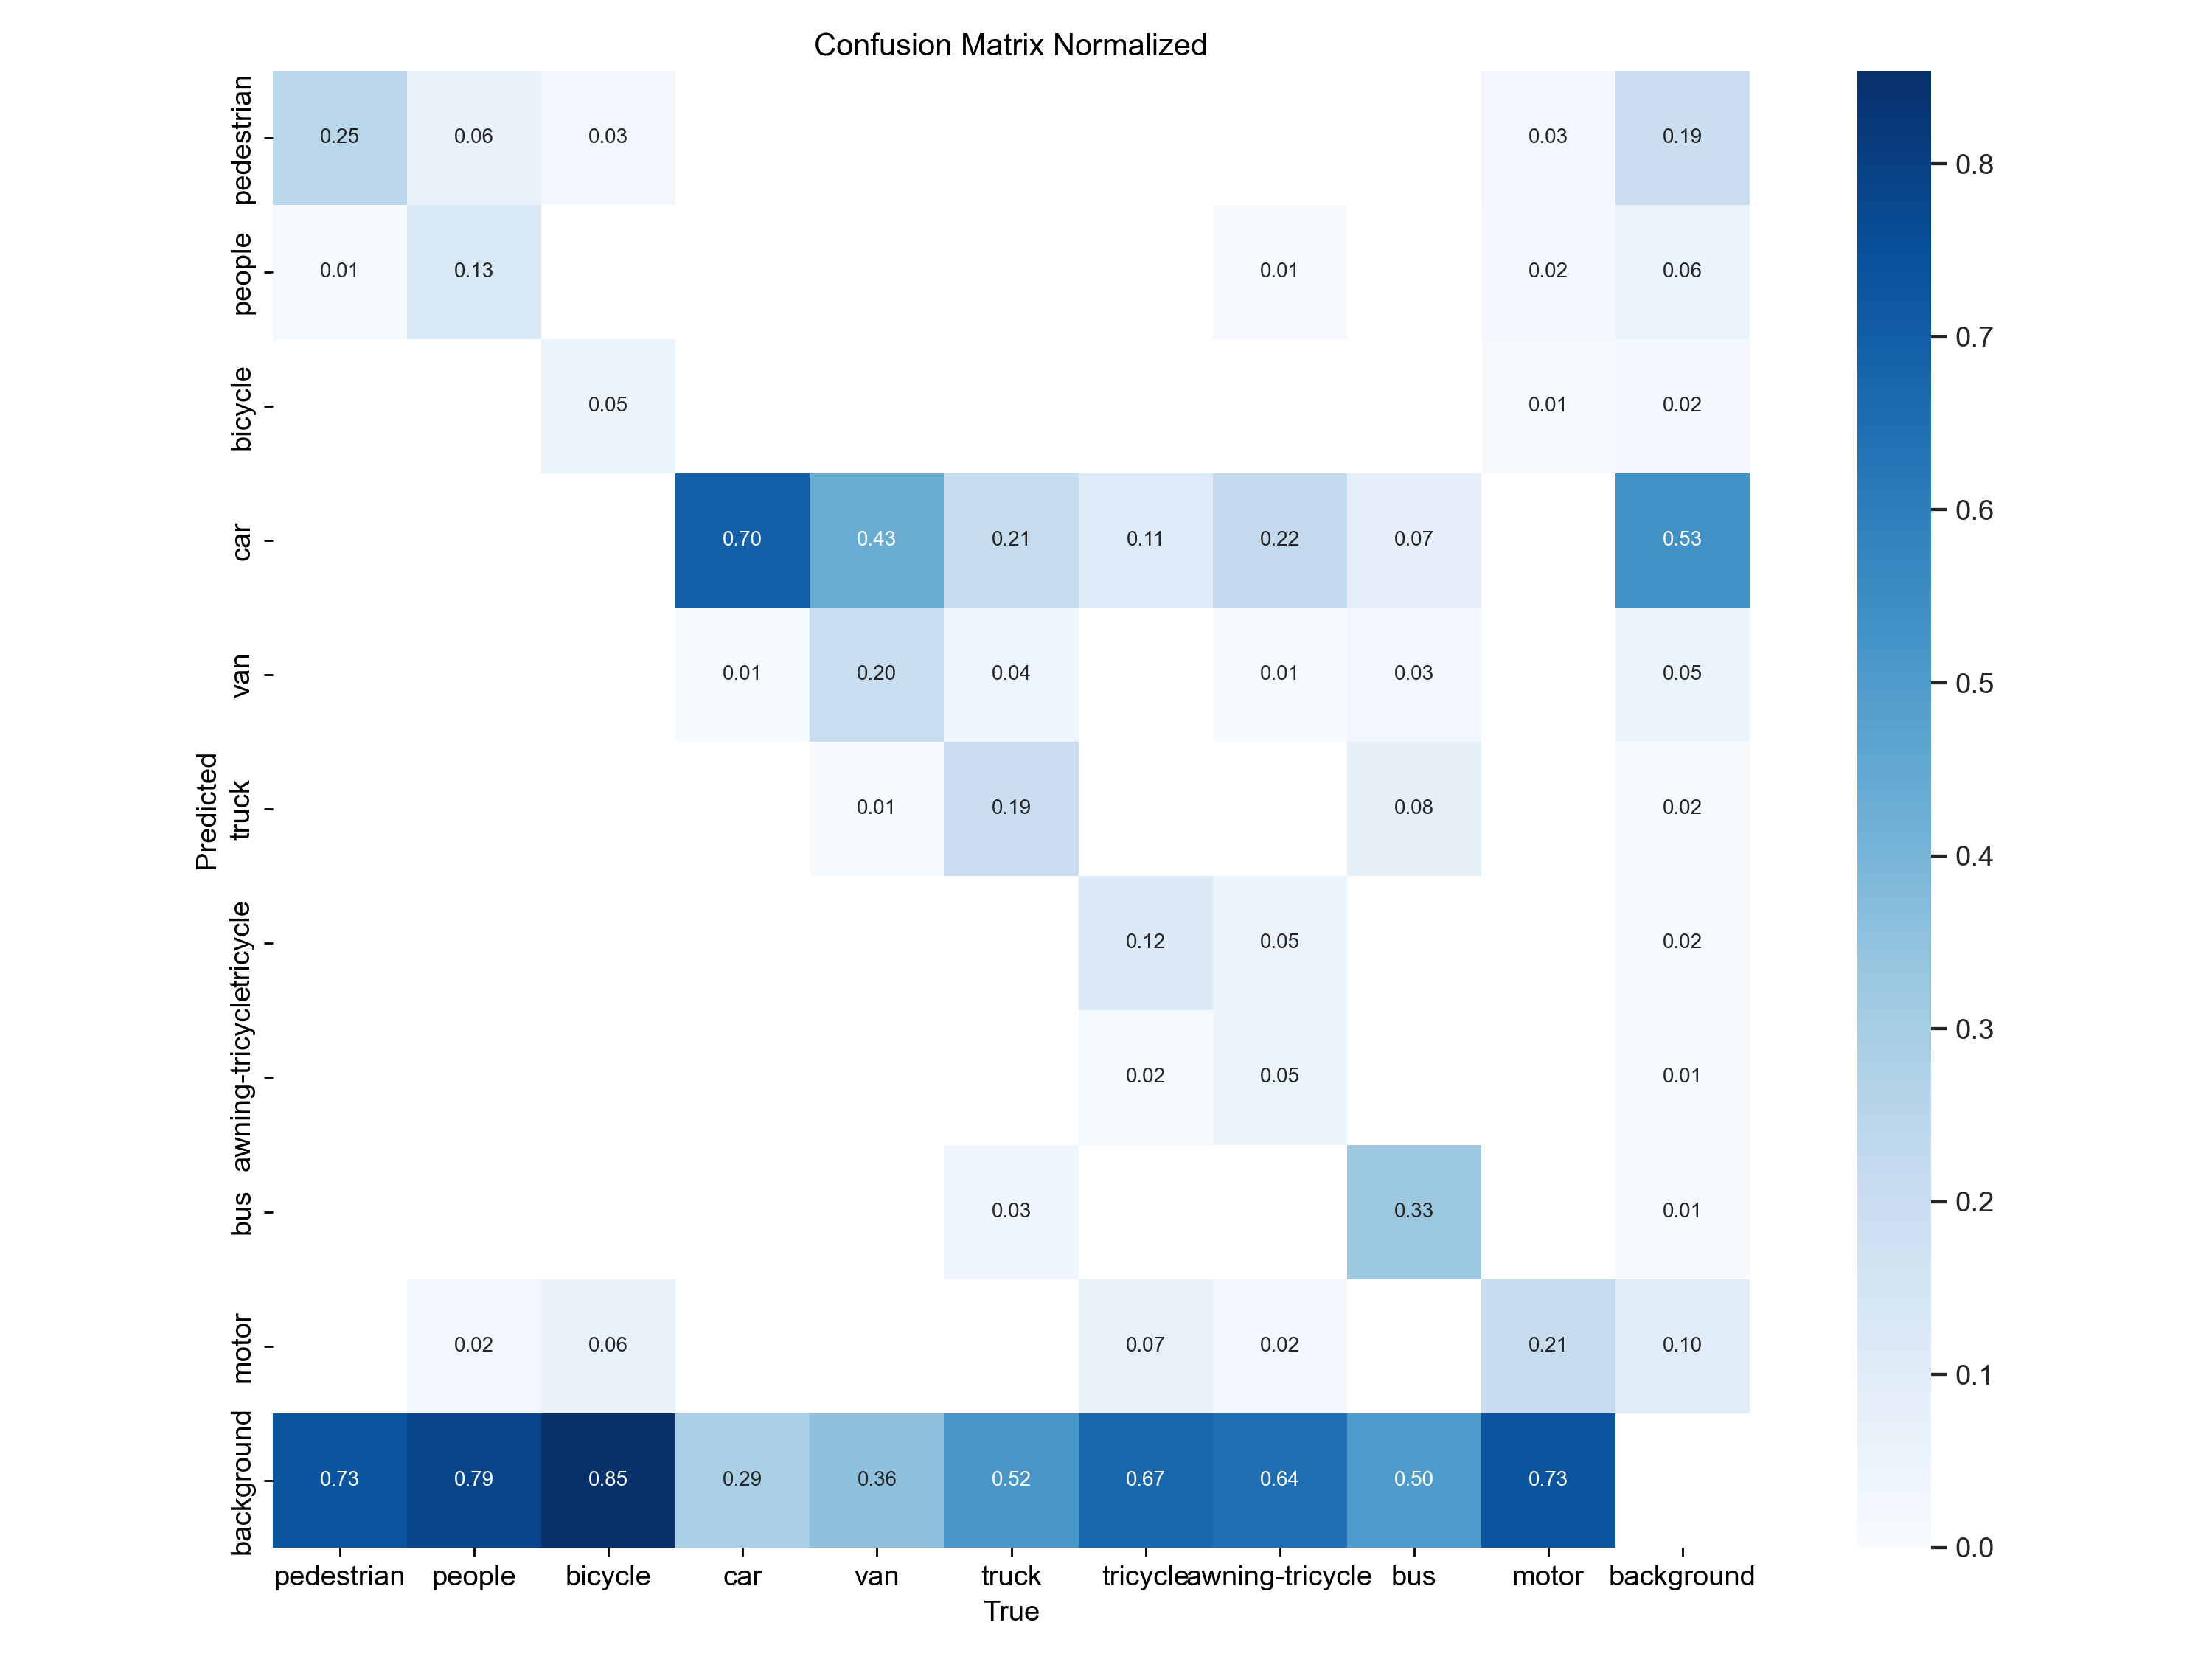 Confusion Matrix Normalized
pedestrian
0.25 0.06 0.03 0.03 0.19
people
0.01 0.13 0.01 0.02 0.06
bicycle
0.05 0.01 0.02
car
0.70 0.43 0.21 0.11 0.22 0.07 0.53
van
0.01 0.20 0.04 0.01 0.03 0.05
Predicted
truck
0.01 0.19 0.08 0.02
tricycle
0.12 0.05 0.02
awning-tricycle
0.02 0.05 0.01
bus
0.03 0.33 0.01
motor
0.02 0.06 0.07 0.02 0.21 0.10
background
0.73 0.79 0.85 0.29 0.36 0.52 0.67 0.64 0.50 0.73
pedestrian people bicycle car van truck tricycle awning-tricycle bus motor background
True
0.8
0.7
0.6
0.5
0.4
0.3
0.2
0.1
0.0